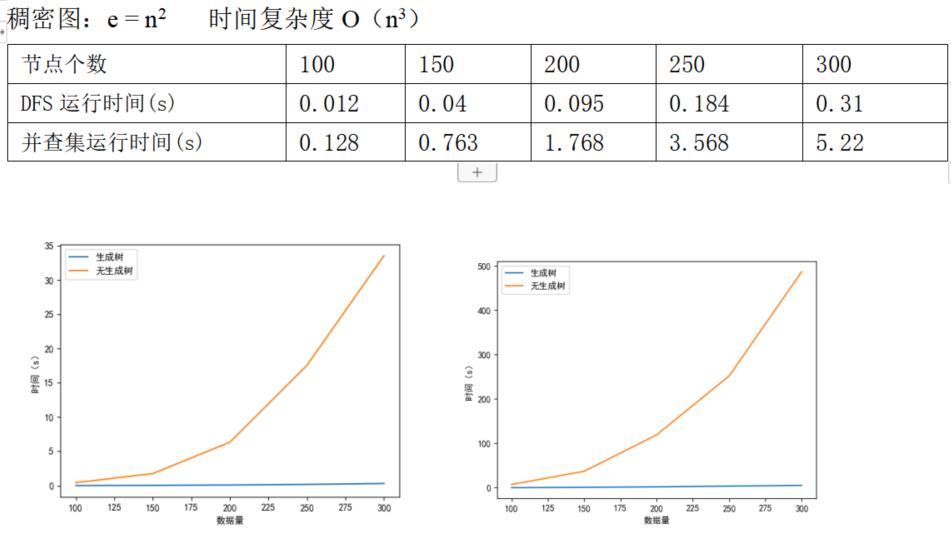 稠密图：e = n² 时间复杂度 O（n³）
节点个数 100 150 200 250 300
DFS 运行时间(s) 0.012 0.04 0.095 0.184 0.31
并查集运行时间(s) 0.128 0.763 1.768 3.568 5.22
+
生成树
无生成树
时间（s）
35
30
25
20
15
10
5
0
100 125 150 175 200 225 250 275 300
数据量
生成树
无生成树
时间（s）
500
400
300
200
100
0
100 125 150 175 200 225 250 275 300
数据量